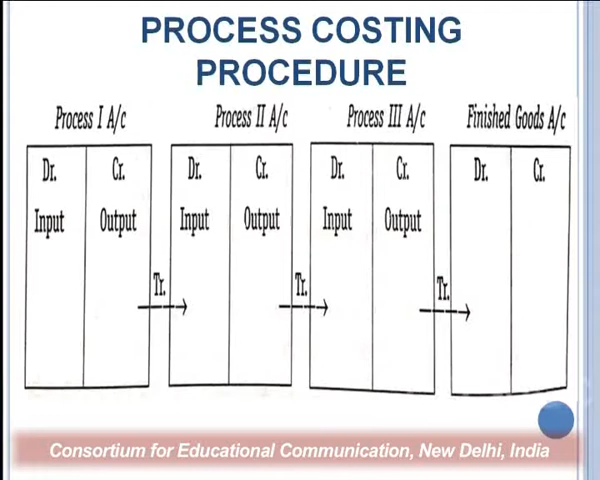 PROCESS COSTING
PROCEDURE
Process I A/c
Process II A/c
Process III A/c
Finished Goods A/c
Dr. Cr. Dr. Cr. Dr. Cr. Dr. Cr.
Input Output Input Output Input Output
Tr. Tr. Tr.
Consortium for Educational Communication, New Delhi, India